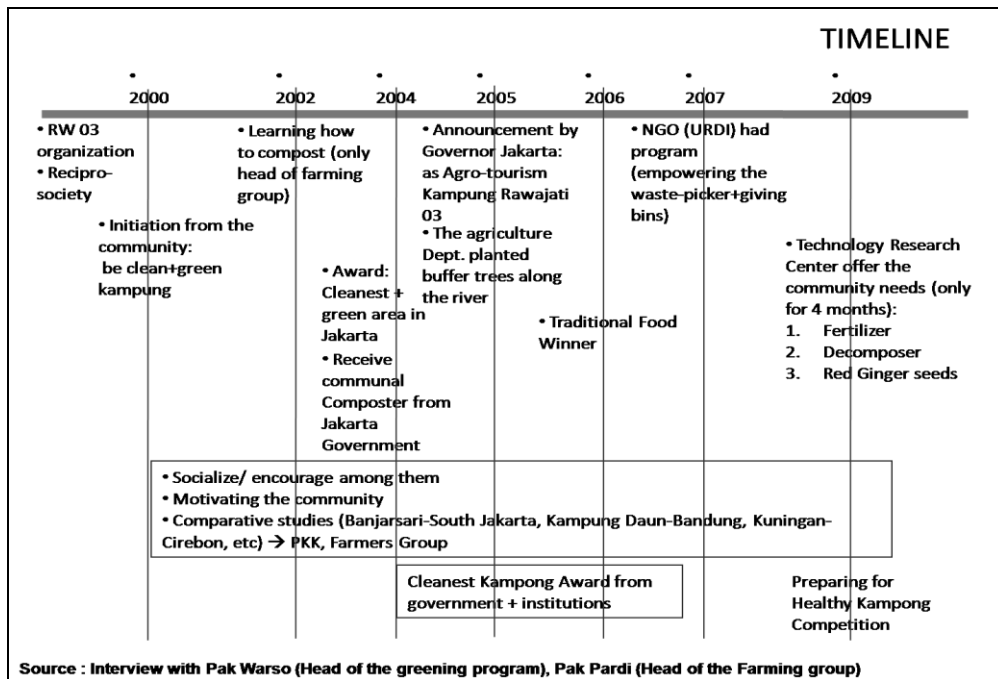 TIMELINE
• 2000
• 2002
• 2004
• 2005
• 2006
• 2007
• 2009
• RW 03
organization
• Recipro-
society
• Initiation from the
community:
be clean+green
kampung
• Learning how
to compost (only
head of farming
group)
• Award:
Cleanest +
green area in
Jakarta
• Receive
communal
Composter from
Jakarta
Government
• Announcement by
Governor Jakarta:
as Agro-tourism
Kampung Rawajati
03
• The agriculture
Dept. planted
buffer trees along
the river
• Traditional Food
Winner
• NGO (URDI) had
program
(empowering the
waste-picker+giving
bins)
• Technology Research
Center offer the
community needs (only
for 4 months):
1. Fertilizer
2. Decomposer
3. Red Ginger seeds
• Socialize/ encourage among them
• Motivating the community
• Comparative studies (Banjarsari-South Jakarta, Kampung Daun-Bandung, Kuningan-
Cirebon, etc) → PKK, Farmers Group
Cleanest Kampong Award from
government + institutions
Preparing for
Healthy Kampong
Competition
Source : Interview with Pak Warso (Head of the greening program), Pak Pardi (Head of the Farming group)